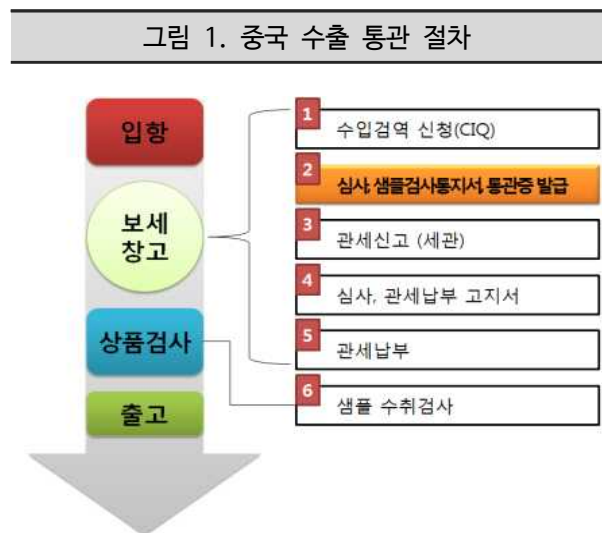 그림 1. 중국 수출 통관 절차
입항
보세
창고
상품검사
출고
1
수입검역 신청(CIQ)
2
심사, 샘플검사통지서, 통관증 발급
3
관세신고 (세관)
4
심사, 관세납부 고지서
5
관세납부
6
샘플 수취검사